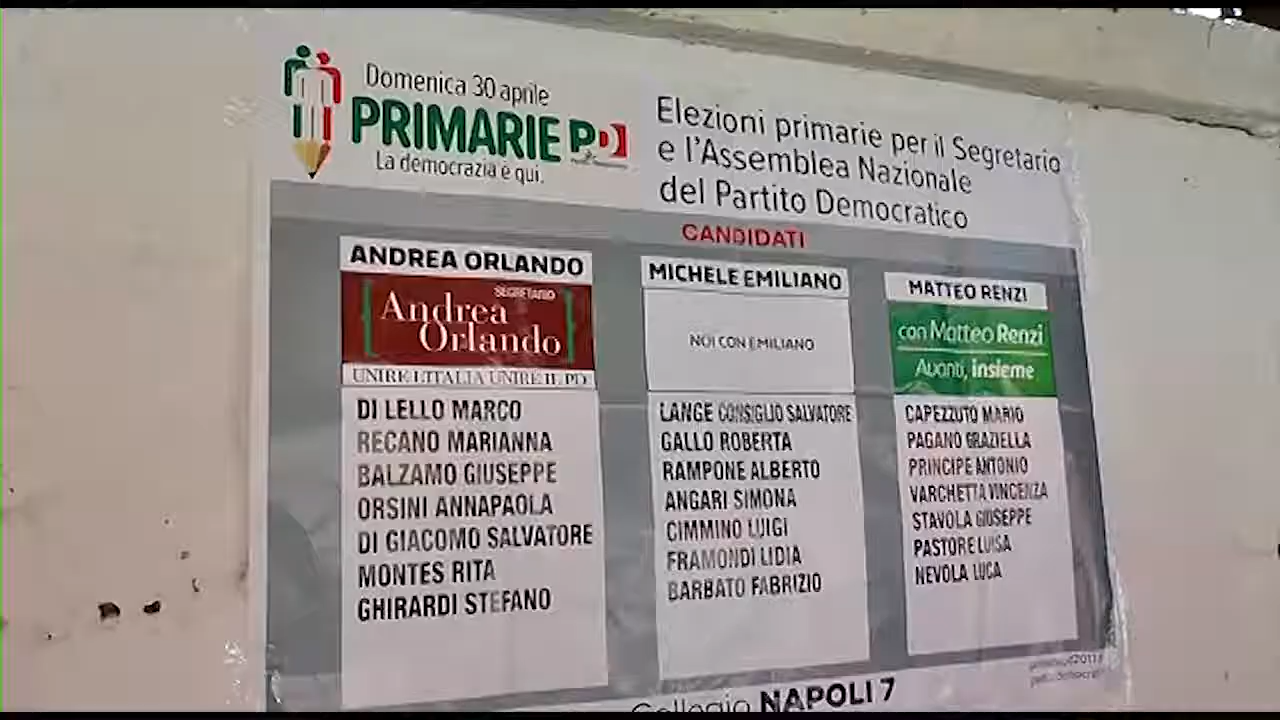 Domenica 30 aprile
PRIMARIE PD
La democrazia è qui.
Elezioni primarie per il Segretario
e l'Assemblea Nazionale
del Partito Democratico
CANDIDATI
ANDREA ORLANDO
SEGRETARIO
Andrea
Orlando
UNIRE L'ITALIA UNIRE IL PD
DI LELLO MARCO
RECANO MARIANNA
BALZAMO GIUSEPPE
ORSINI ANNAPAOLA
DI GIACOMO SALVATORE
MONTES RITA
GHIRARDI STEFANO
MICHELE EMILIANO
NOI CON EMILIANO
LANGE CONSIGLIO SALVATORE
GALLO ROBERTA
RAMPONE ALBERTO
ANGARI SIMONA
CIMMINO LUIGI
FRAMONDI LIDIA
BARBATO FABRIZIO
MATTEO RENZI
con Matteo Renzi
Avanti, insieme
CAPEZZUTO MARIO
PAGANO GRAZIELLA
PRINCIPE ANTONIO
VARCHETTA VINCENZA
STAVOLA GIUSEPPE
PASTORE LUISA
NEVOLA LUCA
Collegio NAPOLI 7